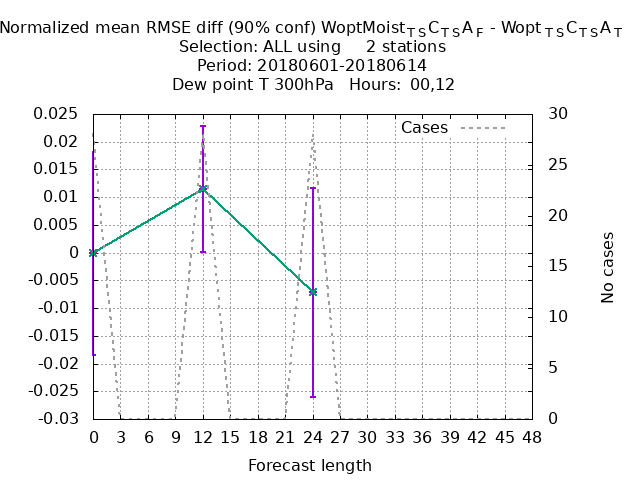 Normalized mean RMSE diff (90% conf) WoptMoistTSCTSAF - WoptTSCTSAT
Selection: ALL using     2 stations
Period: 20180601-20180614
Dew point T 300hPa   Hours:  00,12
Cases
0.025
0.02
0.015
0.01
0.005
0
-0.005
-0.01
-0.015
-0.02
-0.025
-0.03
30
25
20
15
10
5
0
No cases
0 3 6 9 12 15 18 21 24 27 30 33 36 39 42 45 48
Forecast length